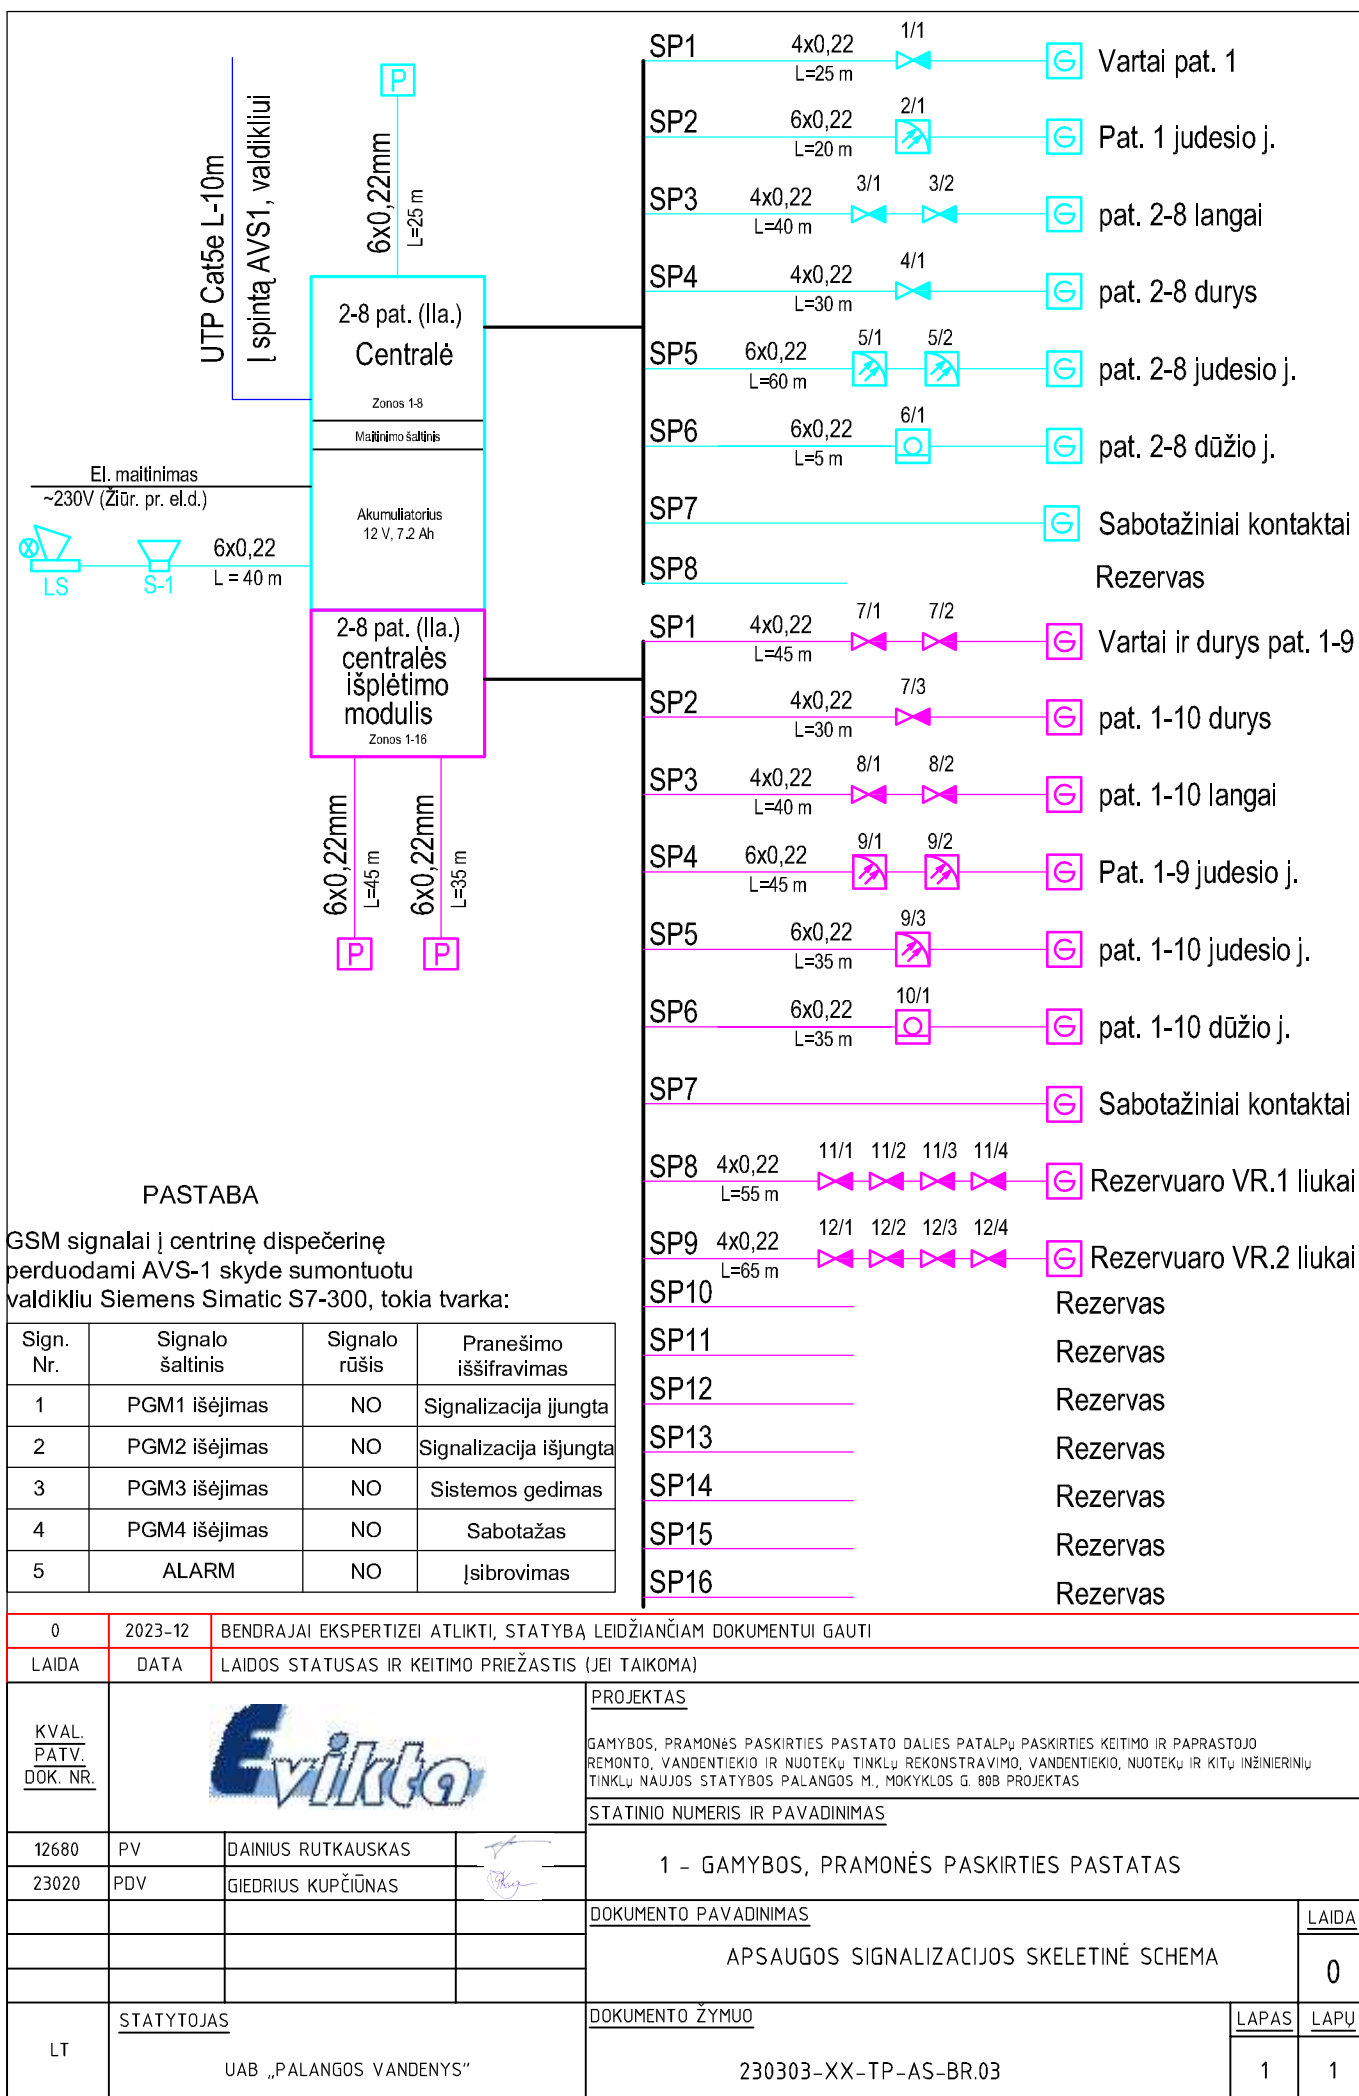 UTP Cat5e L-10m
Į spintą AVS1, valdikliui
P
6x0,22mm
L=25 m
2-8 pat. (IIa.)
Centralė
Zonos 1-8
Maitinimo šaltinis
Akumuliatorius
12 V, 7.2 Ah
El. maitinimas
~230V (Žiūr. pr. el.d.)
LS
S-1
6x0,22
L = 40 m
2-8 pat. (IIa.)
centralės
išplėtimo
modulis
Zonos 1-16
6x0,22mm
L=45 m
6x0,22mm
L=35 m
P
P
SP1 4x0,22 1/1 G Vartai pat. 1
L=25 m
SP2 6x0,22 2/1 G Pat. 1 judesio j.
L=20 m
SP3 4x0,22 3/1 3/2 G pat. 2-8 langai
L=40 m
SP4 4x0,22 4/1 G pat. 2-8 durys
L=30 m
SP5 6x0,22 5/1 5/2 G pat. 2-8 judesio j.
L=60 m
SP6 6x0,22 6/1 G pat. 2-8 dūžio j.
L=5 m
SP7 G Sabotažiniai kontaktai
SP8 Rezervas
SP1 4x0,22 7/1 7/2 G Vartai ir durys pat. 1-9
L=45 m
SP2 4x0,22 7/3 G pat. 1-10 durys
L=30 m
SP3 4x0,22 8/1 8/2 G pat. 1-10 langai
L=40 m
SP4 6x0,22 9/1 9/2 G Pat. 1-9 judesio j.
L=45 m
SP5 6x0,22 9/3 G pat. 1-10 judesio j.
L=35 m
SP6 6x0,22 10/1 G pat. 1-10 dūžio j.
L=35 m
SP7 G Sabotažiniai kontaktai
SP8 4x0,22 11/1 11/2 11/3 11/4 G Rezervuaro VR.1 liukai
L=55 m
SP9 4x0,22 12/1 12/2 12/3 12/4 G Rezervuaro VR.2 liukai
L=65 m
SP10 Rezervas
SP11 Rezervas
SP12 Rezervas
SP13 Rezervas
SP14 Rezervas
SP15 Rezervas
SP16 Rezervas
PASTABA
GSM signalai į centrinę dispečerinę
perduodami AVS-1 skyde sumontuotu
valdikliu Siemens Simatic S7-300, tokia tvarka:
Sign. Nr. Signalo šaltinis Signalo rūšis Pranešimo iššifravimas
1 PGM1 išėjimas NO Signalizacija įjungta
2 PGM2 išėjimas NO Signalizacija išjungta
3 PGM3 išėjimas NO Sistemos gedimas
4 PGM4 išėjimas NO Sabotažas
5 ALARM NO Įsibrovimas
0 2023-12 BENDRAJAI EKSPERTIZEI ATLIKTI, STATYBĄ LEIDŽIANČIAM DOKUMENTUI GAUTI
LAIDA DATA LAIDOS STATUSAS IR KEITIMO PRIEŽASTIS (JEI TAIKOMA)
KVAL.
PATV.
DOK. NR.
Evikta
PROJEKTAS
GAMYBOS, PRAMONėS PASKIRTIES PASTATO DALIES PATALPų PASKIRTIES KEITIMO IR PAPRASTOJO
REMONTO, VANDENTIEKIO IR NUOTEKų TINKLų REKONSTRAVIMO, VANDENTIEKIO, NUOTEKų IR KITų INžINIERINIų
TINKLų NAUJOS STATYBOS PALANGOS M., MOKYKLOS G. 80B PROJEKTAS
STATINIO NUMERIS IR PAVADINIMAS
1 - GAMYBOS, PRAMONĖS PASKIRTIES PASTATAS
12680 PV DAINIUS RUTKAUSKAS
23020 PDV GIEDRIUS KUPČIŪNAS
DOKUMENTO PAVADINIMAS
LAIDA
APSAUGOS SIGNALIZACIJOS SKELETINĖ SCHEMA
0
LT
STATYTOJAS
UAB „PALANGOS VANDENYS"
DOKUMENTO ŽYMUO
230303-XX-TP-AS-BR.03
LAPAS LAPŲ
1 1